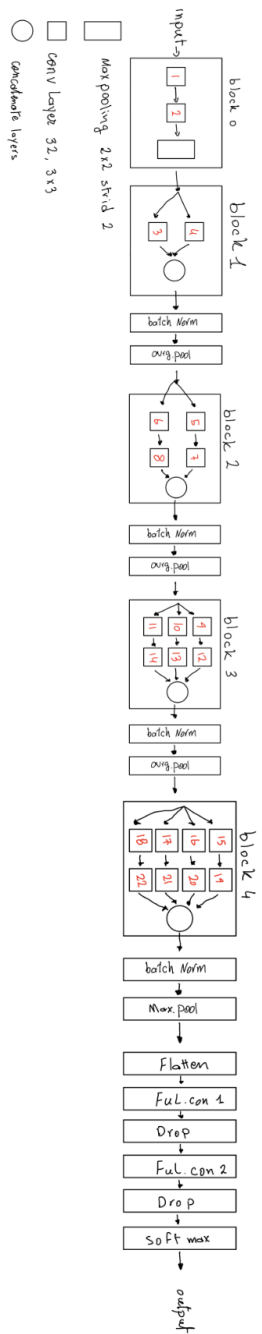 input
block 0
1
2
block 1
4
3
batch Norm
avrg.pool
block 2
5 7
6 8
batch Norm
avrg.pool
block 3
9 12
10 13
11 14
batch Norm
avrg.pool
block 4
15 19
16 20
17 21
18 22
batch Norm
Max.pool
Flatten
Ful.con 1
Drop
Ful.con 2
Drop
Soft max
output
Max pooling 2x2 strid 2
conv Layer 32, 3x3
concatenate layers